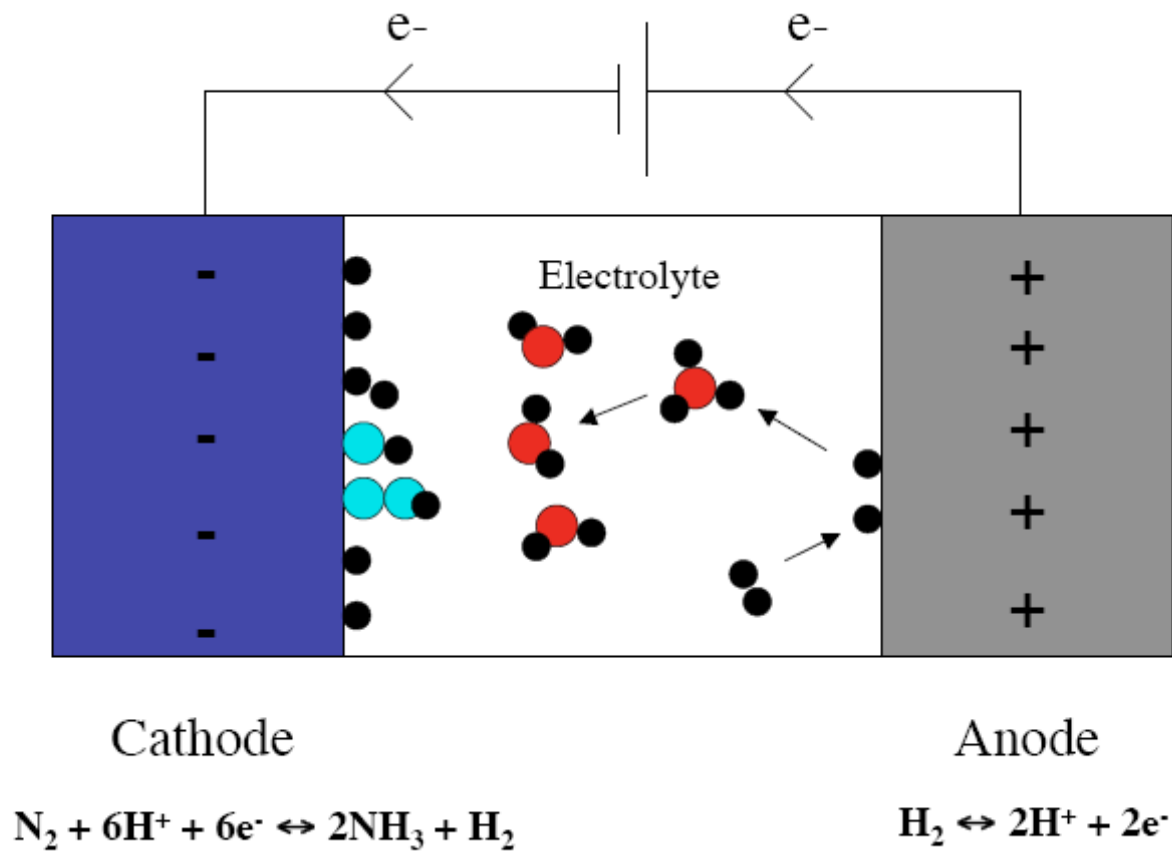 e-
e-
-
+
Electrolyte
-
+
-
+
-
+
-
+
Cathode
Anode
N₂ + 6H⁺ + 6e⁻ ↔ 2NH₃ + H₂
H₂ ↔ 2H⁺ + 2e⁻